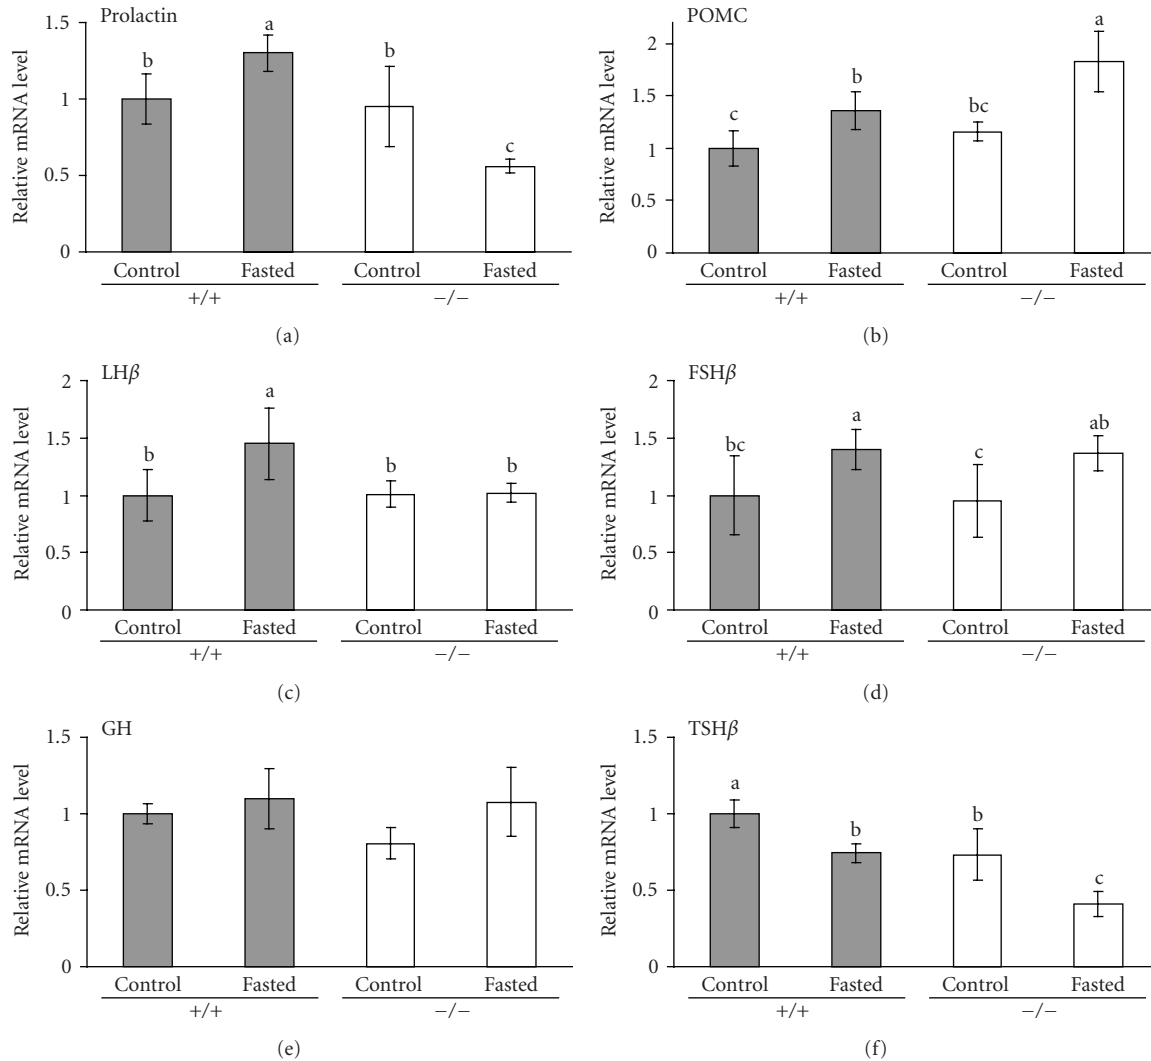 Prolactin
Relative mRNA level
1.5
1
0.5
0
b
a
b
c
Control Fasted Control Fasted
+/+ −/−
(a)
POMC
Relative mRNA level
2
1.5
1
0.5
0
c
b
bc
a
Control Fasted Control Fasted
+/+ −/−
(b)
LHβ
Relative mRNA level
2
1.5
1
0.5
0
b
a
b
b
Control Fasted Control Fasted
+/+ −/−
(c)
FSHβ
Relative mRNA level
2
1.5
1
0.5
0
bc
a
c
ab
Control Fasted Control Fasted
+/+ −/−
(d)
GH
Relative mRNA level
1.5
1
0.5
0
Control Fasted Control Fasted
+/+ −/−
(e)
TSHβ
Relative mRNA level
1.5
1
0.5
0
a
b
b
c
Control Fasted Control Fasted
+/+ −/−
(f)